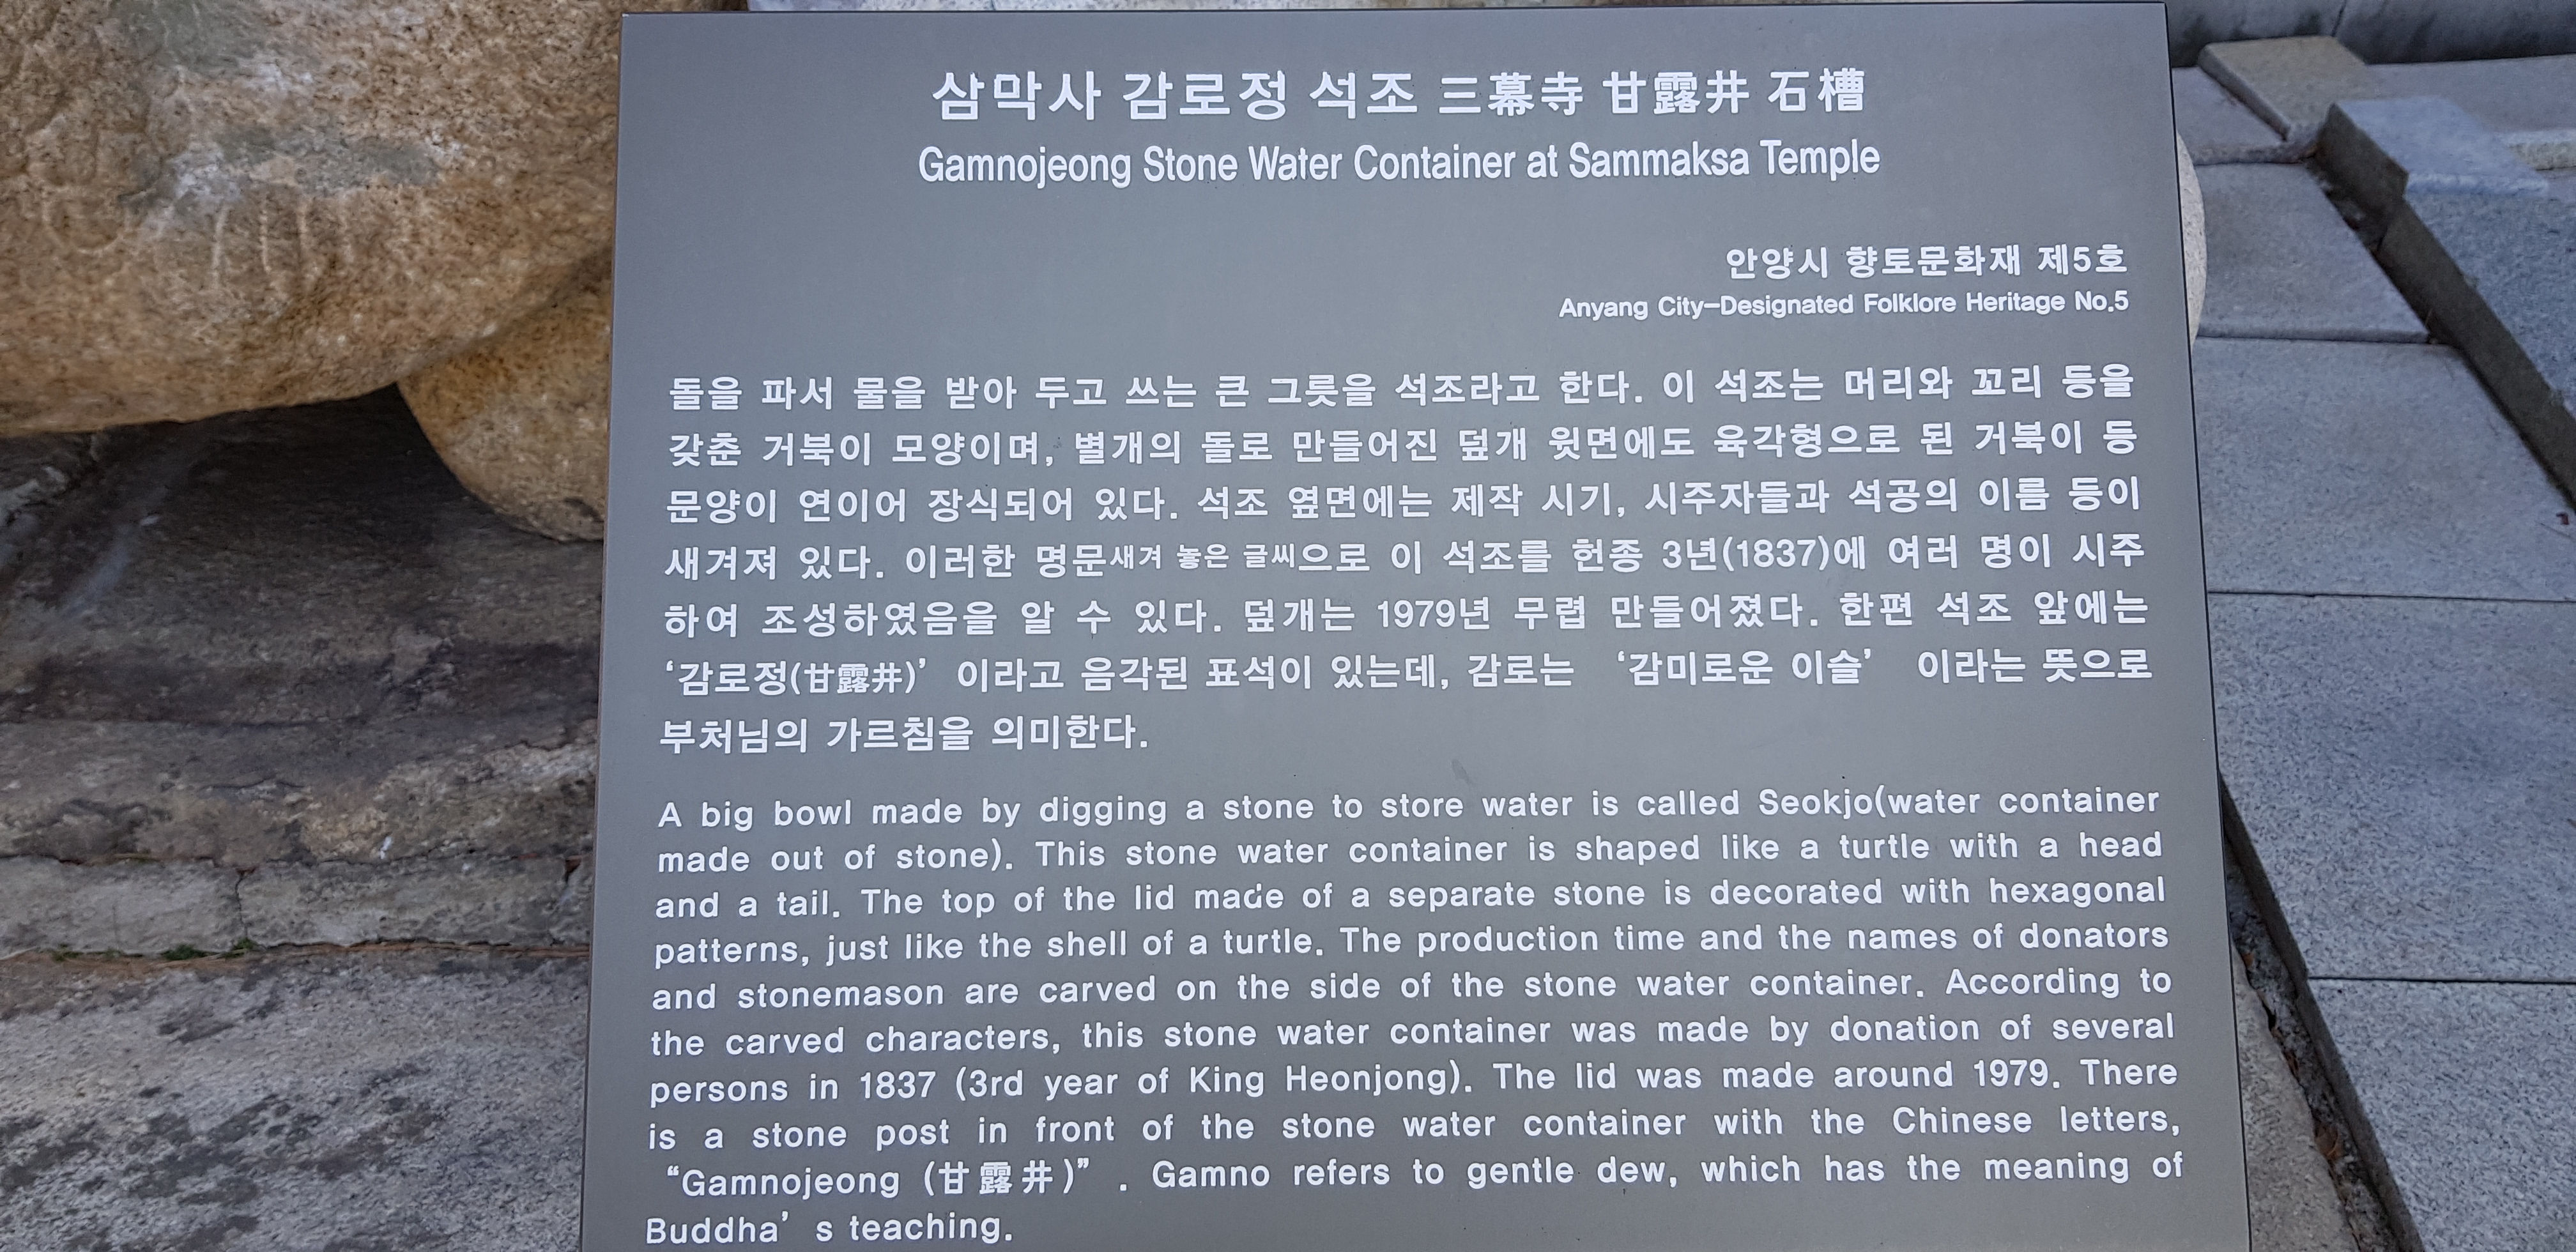 삼막사 감로정 석조 三幕寺 甘露井 石槽
Gamnojeong Stone Water Container at Sammaksa Temple
안양시 향토문화재 제5호
Anyang City-Designated Folklore Heritage No.5
돌을 파서 물을 받아 두고 쓰는 큰 그릇을 석조라고 한다. 이 석조는 머리와 꼬리 등을
갖춘 거북이 모양이며, 별개의 돌로 만들어진 덮개 윗면에도 육각형으로 된 거북이 등
문양이 연이어 장식되어 있다. 석조 옆면에는 제작 시기, 시주자들과 석공의 이름 등이
새겨져 있다. 이러한 명문새겨 놓은 글씨으로 이 석조를 헌종 3년(1837)에 여러 명이 시주
하여 조성하였음을 알 수 있다. 덮개는 1979년 무렵 만들어졌다. 한편 석조 앞에는
‘감로정(甘露井)’ 이라고 음각된 표석이 있는데, 감로는 ‘감미로운 이슬’ 이라는 뜻으로
부처님의 가르침을 의미한다.
A big bowl made by digging a stone to store water is called Seokjo(water container
made out of stone). This stone water container is shaped like a turtle with a head
and a tail. The top of the lid made of a separate stone is decorated with hexagonal
patterns, just like the shell of a turtle. The production time and the names of donators
and stonemason are carved on the side of the stone water container. According to
the carved characters, this stone water container was made by donation of several
persons in 1837 (3rd year of King Heonjong). The lid was made around 1979. There
is a stone post in front of the stone water container with the Chinese letters,
“Gamnojeong (甘露井)” . Gamno refers to gentle dew, which has the meaning of
Buddha’ s teaching.